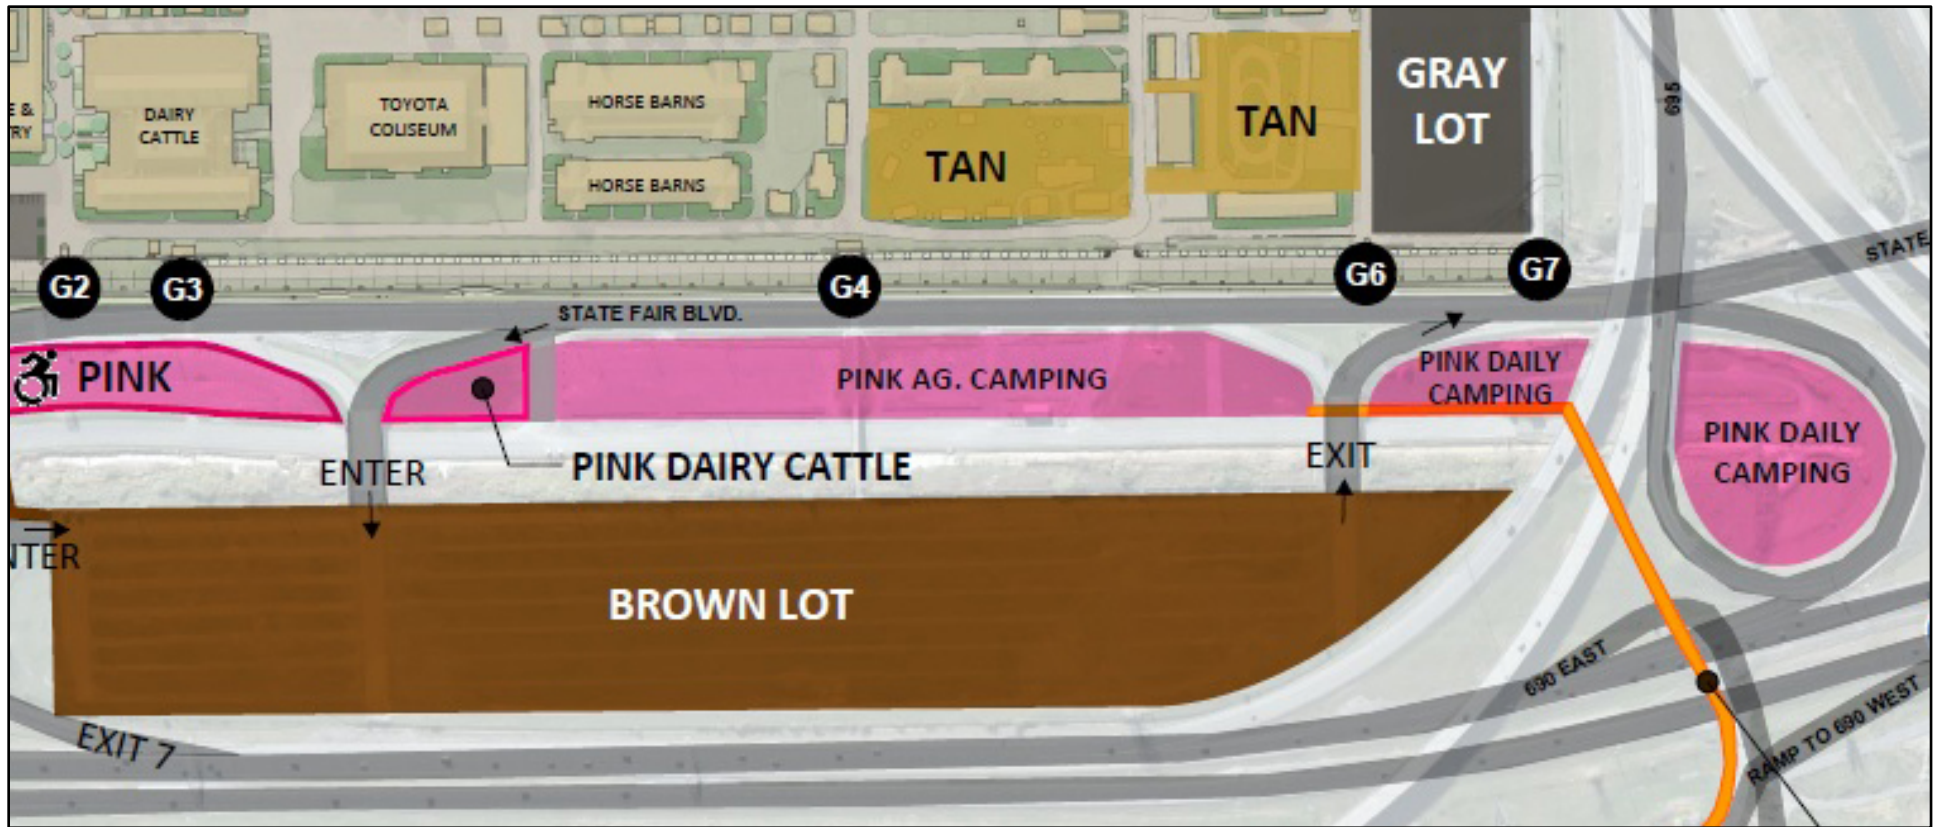 E &
RY
DAIRY
CATTLE
TOYOTA
COLISEUM
HORSE BARNS
HORSE BARNS
TAN
TAN
GRAY
LOT
695
G2
G3
G4
G6
G7
STATE
STATE FAIR BLVD.
PINK
PINK AG. CAMPING
PINK DAILY
CAMPING
PINK DAILY
CAMPING
ENTER
PINK DAIRY CATTLE
EXIT
NTER
BROWN LOT
690 EAST
EXIT 7
RAMP TO 690 WEST